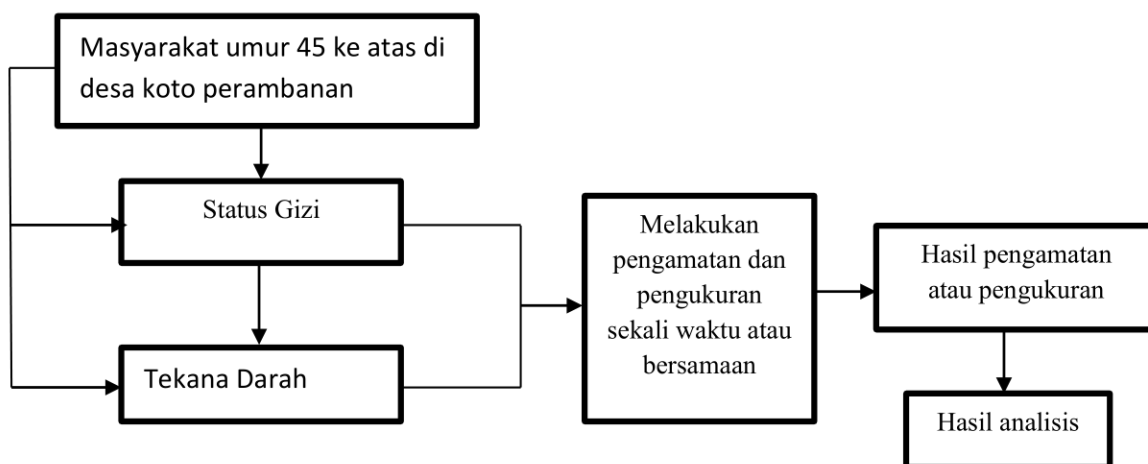 Masyarakat umur 45 ke atas di
desa koto perambanan
Status Gizi
Tekana Darah
Melakukan
pengamatan dan
pengukuran
sekali waktu atau
bersamaan
Hasil pengamatan
atau pengukuran
Hasil analisis